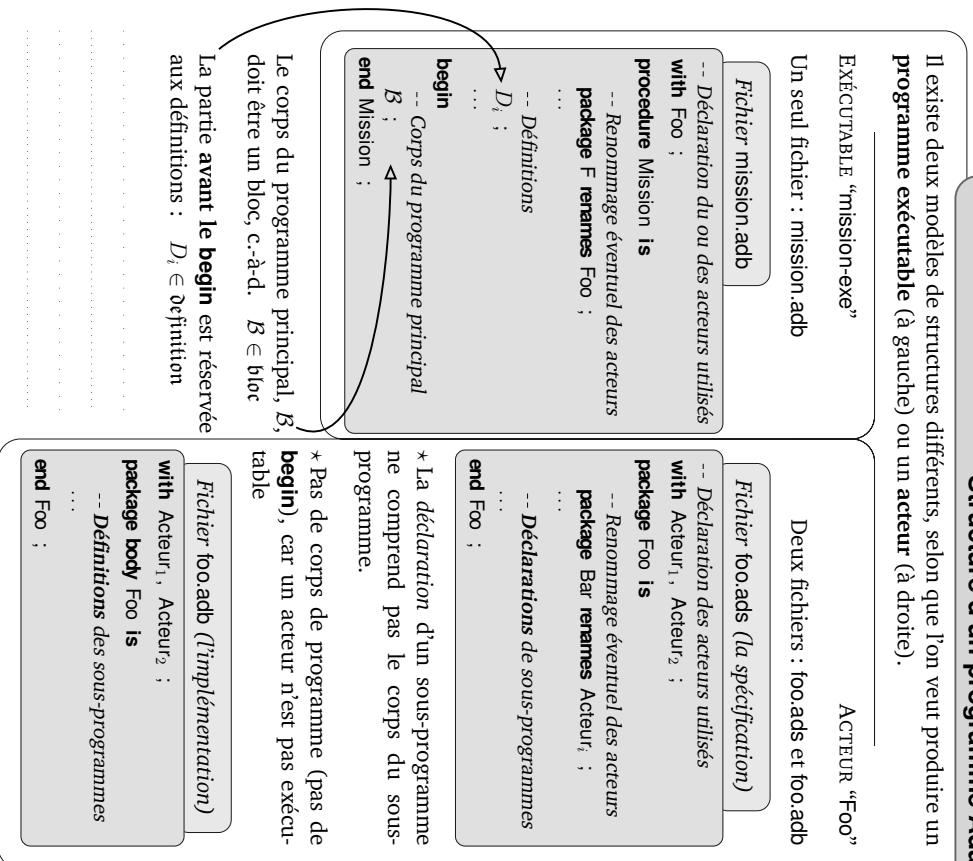 Il existe deux modèles de structures différents, selon que l'on veut produire un
programme exécutable (à gauche) ou un acteur (à droite).
EXÉCUTABLE “mission-exe”
Un seul fichier : mission.adb
Fichier mission.adb
-- Déclaration du ou des acteurs utilisés
with Foo ;
procedure Mission is
-- Renommage éventuel des acteurs
package F renames Foo ;
...
-- Définitions
D_i ;
...
begin
-- Corps du programme principal
B ;
end Mission ;
Le corps du programme principal, B,
doit être un bloc, c.-à-d. B ∈ bloc
La partie avant le begin est réservée
aux définitions : D_i ∈ definition
ACTEUR “Foo”
Deux fichiers : foo.ads et foo.adb
Fichier foo.ads (la spécification)
-- Déclaration des acteurs utilisés
with Acteur₁, Acteur₂ ;
package Foo is
-- Renommage éventuel des acteurs
package Bar renames Acteur_i ;
...
-- Déclarations de sous-programmes
...
end Foo ;
⋆ La déclaration d'un sous-programme
ne comprend pas le corps du sous-
programme.
⋆ Pas de corps de programme (pas de
begin), car un acteur n'est pas exécu-
table
Fichier foo.adb (l'implémentation)
with Acteur₁, Acteur₂ ;
package body Foo is
-- Définitions des sous-programmes
...
end Foo ;